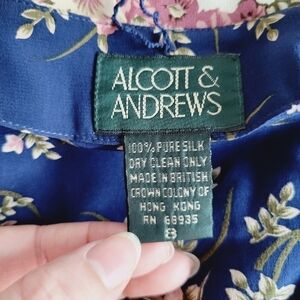 ALCOTT &
ANDREWS
100% PURE SILK
DRY CLEAN ONLY
MADE IN BRITISH
CROWN COLONY OF
HONG KONG
RN 68935
8